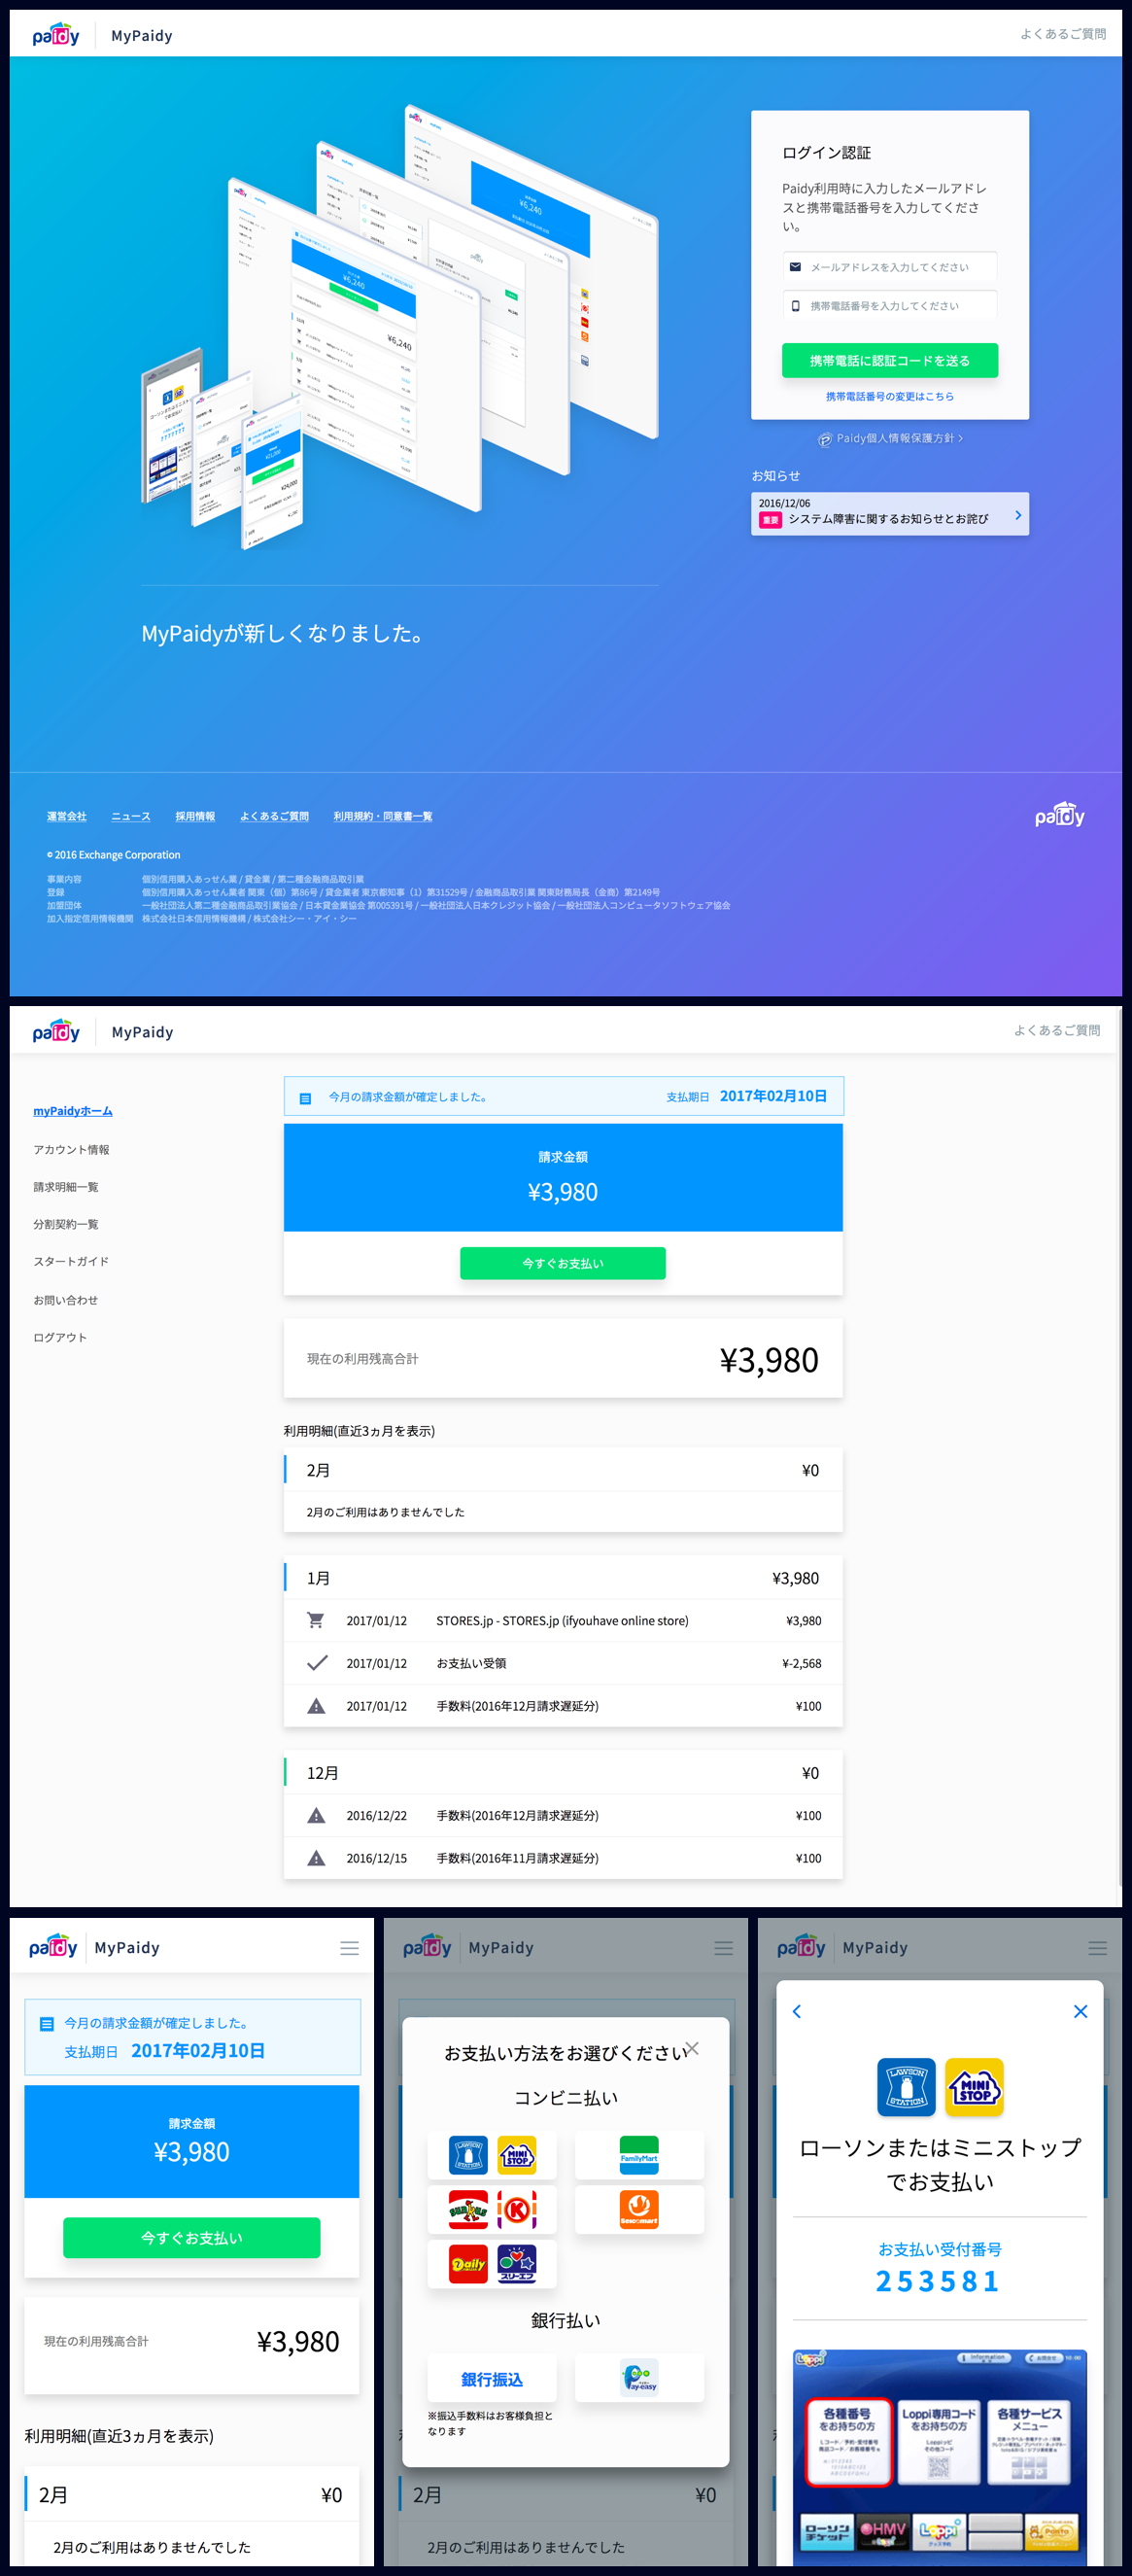 paidy MyPaidy
よくあるご質問
ログイン認証
Paidy利用時に入力したメールアドレ
スと携帯電話番号を入力してくださ
い。
メールアドレスを入力してください
携帯電話番号を入力してください
携帯電話に認証コードを送る
携帯電話番号の変更はこちら
Paidy個人情報保護方針
お知らせ
2016/12/06
重要 システム障害に関するお知らせとお詫び
¥6,240
¥6,240
¥6,240
MyPaidyが新しくなりました。
運営会社 ニュース 採用情報 よくあるご質問 利用規約・同意書一覧
paidy
© 2016 Exchange Corporation
事業内容 個別信用購入あっせん業 / 貸金業 / 第二種金融商品取引業
登録 個別信用購入あっせん業者 関東（個）第86号 / 貸金業者 東京都知事（1）第31529号 / 金融商品取引業 関東財務局長（金商）第2149号
加盟団体 一般社団法人第二種金融商品取引業協会 / 日本貸金業協会 第005391号 / 一般社団法人日本クレジット協会 / 一般社団法人コンピュータソフトウェア協会
加入指定信用情報機関 株式会社日本信用情報機構 / 株式会社シー・アイ・シー
paidy MyPaidy
よくあるご質問
myPaidyホーム
アカウント情報
請求明細一覧
分割契約一覧
スタートガイド
お問い合わせ
ログアウト
今月の請求金額が確定しました。 支払期日 2017年02月10日
請求金額
¥3,980
今すぐお支払い
現在の利用残高合計 ¥3,980
利用明細(直近3ヵ月を表示)
2月 ¥0
2月のご利用はありませんでした
1月 ¥3,980
2017/01/12 STORES.jp - STORES.jp (ifyouhave online store) ¥3,980
2017/01/12 お支払い受領 ¥-2,568
2017/01/12 手数料(2016年12月請求遅延分) ¥100
12月 ¥0
2016/12/22 手数料(2016年12月請求遅延分) ¥100
2016/12/15 手数料(2016年11月請求遅延分) ¥100
paidy MyPaidy
今月の請求金額が確定しました。
支払期日 2017年02月10日
請求金額
¥3,980
今すぐお支払い
現在の利用残高合計 ¥3,980
利用明細(直近3ヵ月を表示)
2月 ¥0
2月のご利用はありませんでした
paidy MyPaidy
お支払い方法をお選びください
コンビニ払い
LAWSON STATION MINI STOP FamilyMart
SUNKUS K Seicomart
Daily スリーエフ
銀行払い
銀行振込 Pay-easy
※振込手数料はお客様負担と
なります
2月 ¥0
2月のご利用はありませんでした
paidy MyPaidy
LAWSON STATION MINI STOP
ローソンまたはミニストップ
でお支払い
お支払い受付番号
253581
Loppi Information お問合せ
各種番号
をお持ちの方
Loppi専用コード
をお持ちの方
各種サービス
メニュー
ローソン
チケット
HMV
Loppi